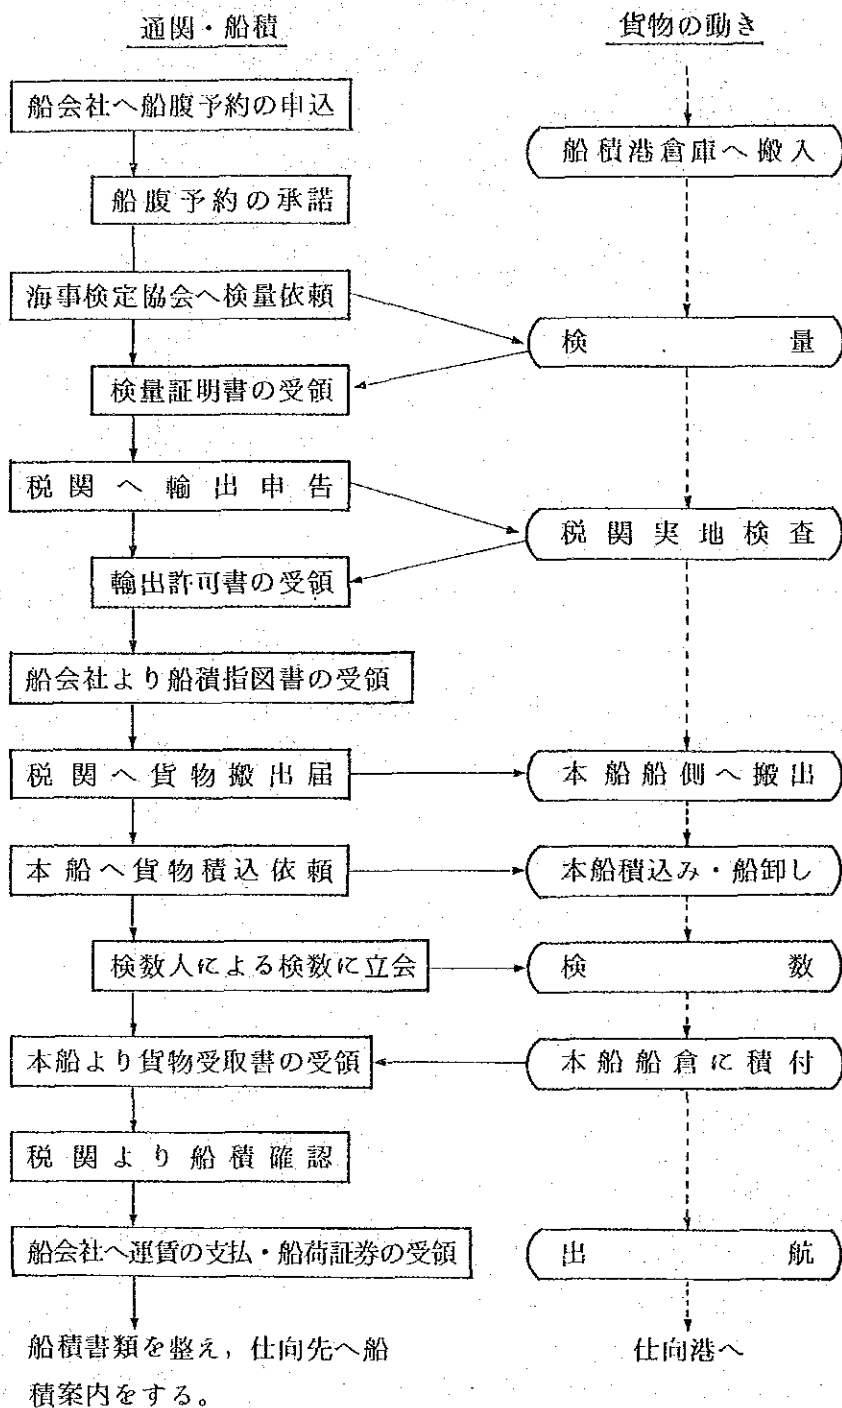 通関・船積
船会社へ船腹予約の申込
船腹予約の承諾
海事検定協会へ検量依頼
検量証明書の受領
税関へ輸出申告
輸出許可書の受領
船会社より船積指図書の受領
税関へ貨物搬出届
本船へ貨物積込依頼
検数人による検数に立会
本船より貨物受取書の受領
税関より船積確認
船会社へ運賃の支払・船荷証券の受領
船積書類を整え，仕向先へ船
積案内をする。
貨物の動き
船積港倉庫へ搬入
検量
税関実地検査
本船船側へ搬出
本船積込み・船卸し
検数
本船船倉に積付
出航
仕向港へ